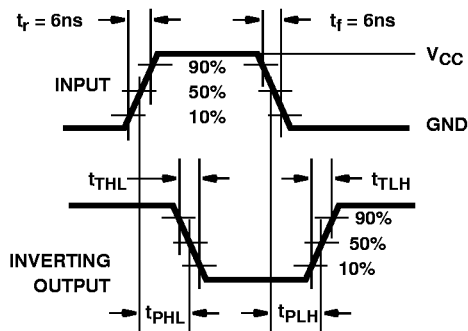 tr = 6ns
tf = 6ns
VCC
INPUT
90%
50%
10%
GND
tTHL
tTLH
90%
50%
10%
INVERTING
OUTPUT
tPHL
tPLH